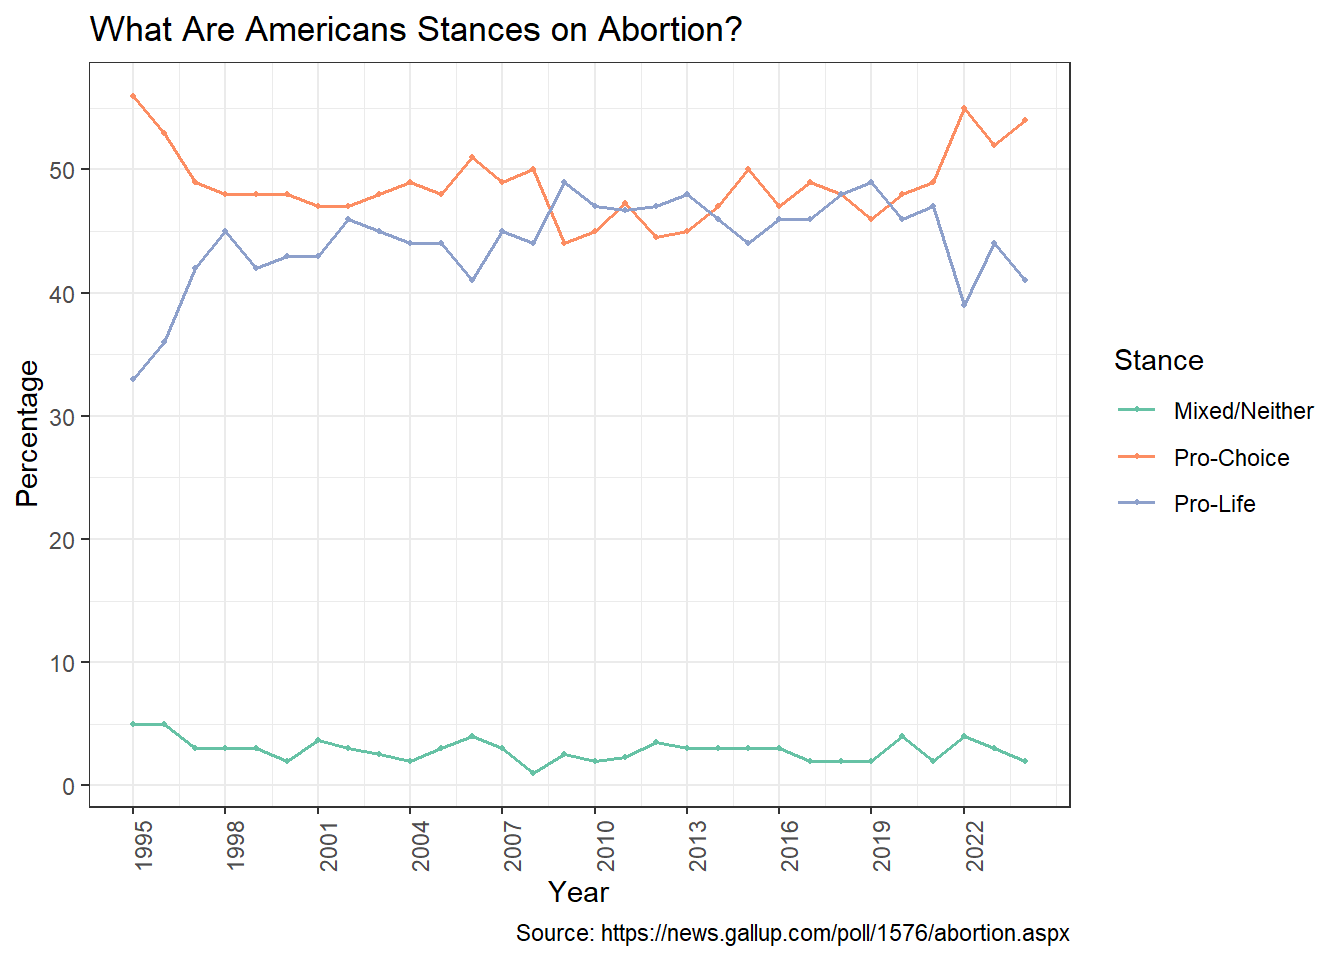 What Are Americans Stances on Abortion?
50
40
30
20
10
0
Percentage
1995
1998
2001
2004
2007
2010
2013
2016
2019
2022
Year
Stance
Mixed/Neither
Pro-Choice
Pro-Life
Source: https://news.gallup.com/poll/1576/abortion.aspx